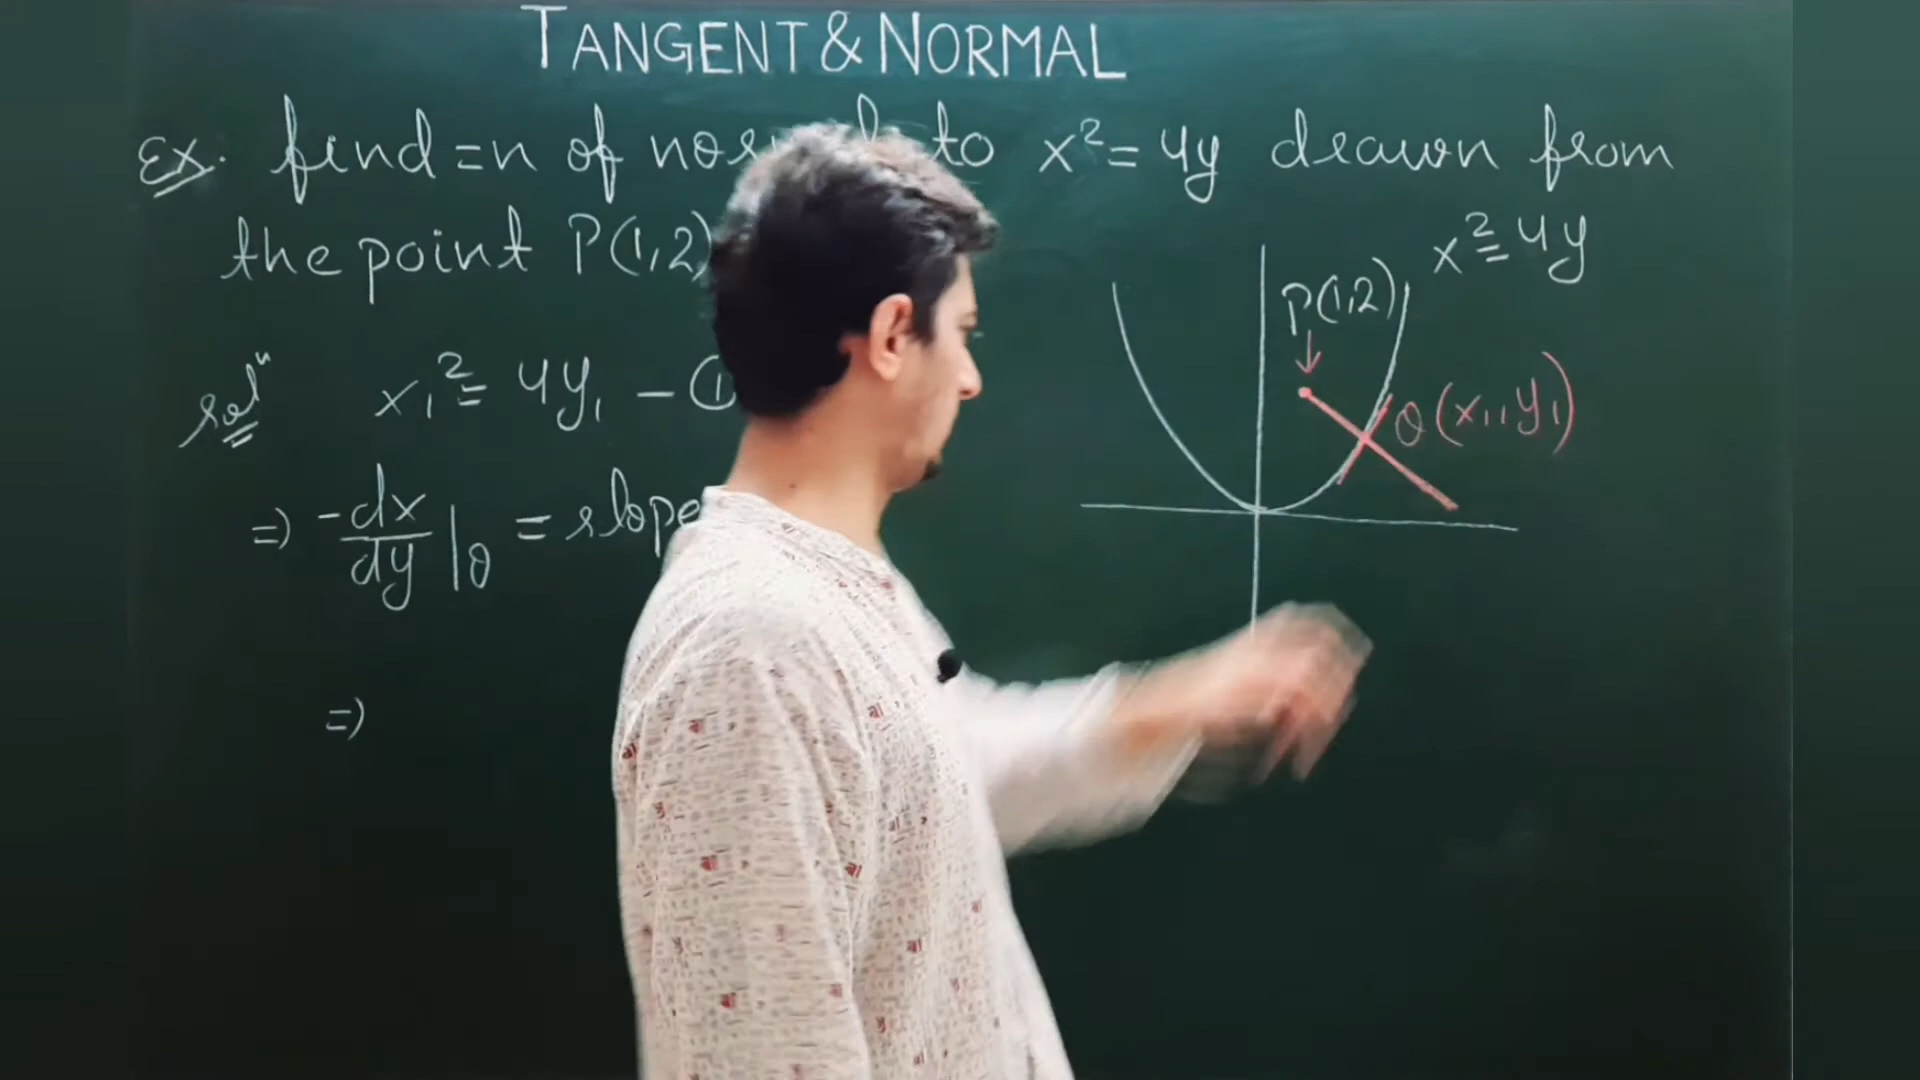 TANGENT & NORMAL
Ex. find =n of to x² = 4y drawn from
the point P(1,2)
x² = 4y
P(1,2)
Q(x₁,y₁)
solⁿ x₁² = 4y₁ - ①
=) -dx/dy |Q = slope
=)